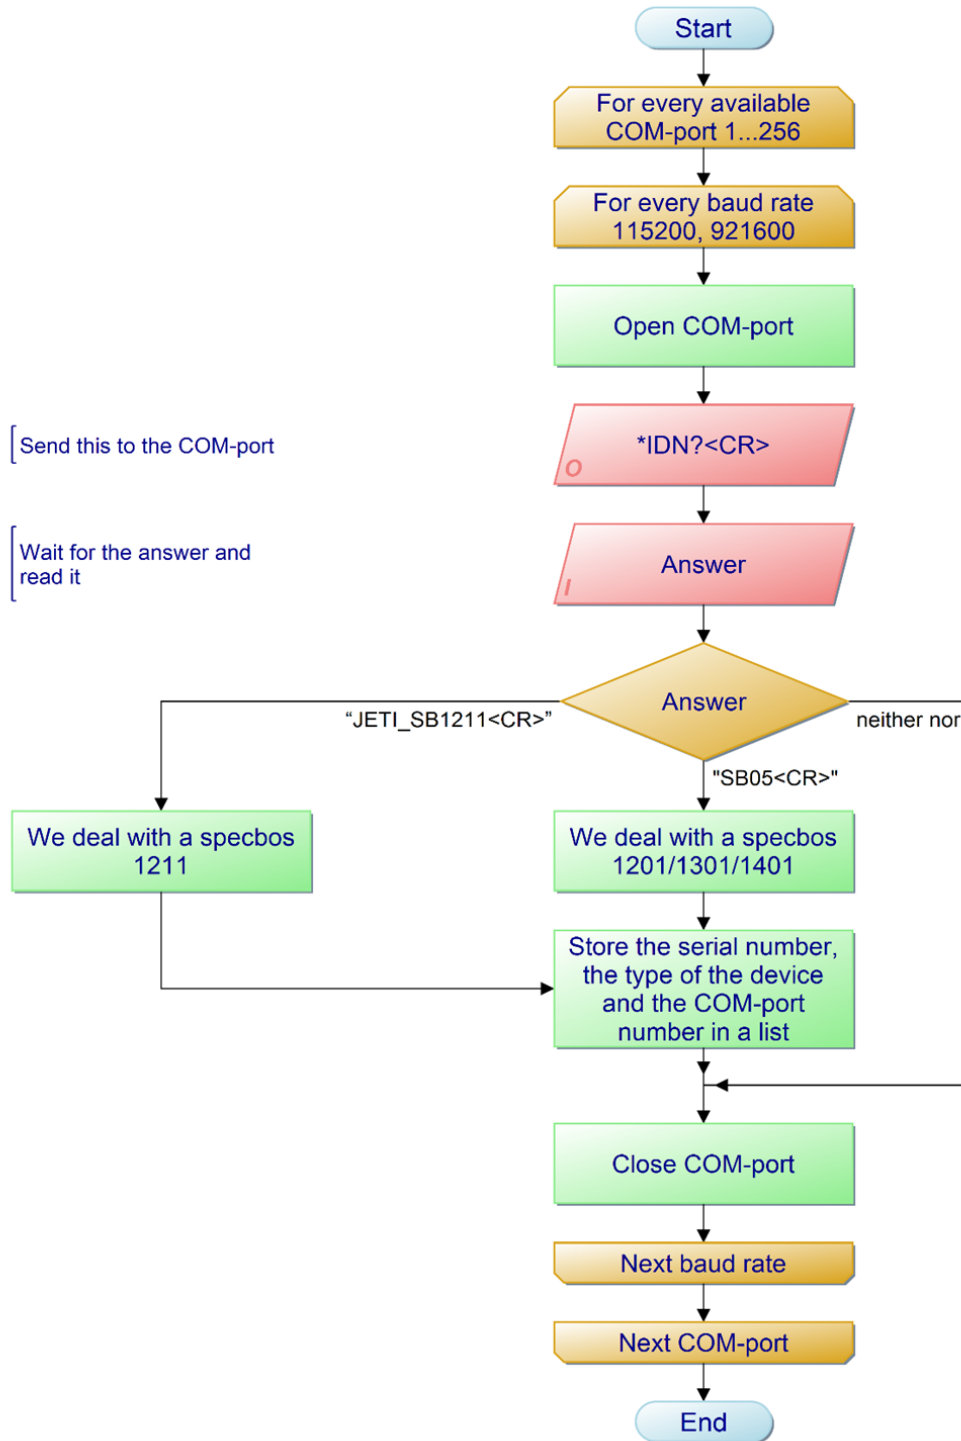 Start
For every available
COM-port 1...256
For every baud rate
115200, 921600
Open COM-port
Send this to the COM-port
*IDN?<CR>
O
Wait for the answer and
read it
Answer
I
Answer
“JETI_SB1211<CR>”
neither nor
"SB05<CR>"
We deal with a specbos
1211
We deal with a specbos
1201/1301/1401
Store the serial number,
the type of the device
and the COM-port
number in a list
Close COM-port
Next baud rate
Next COM-port
End